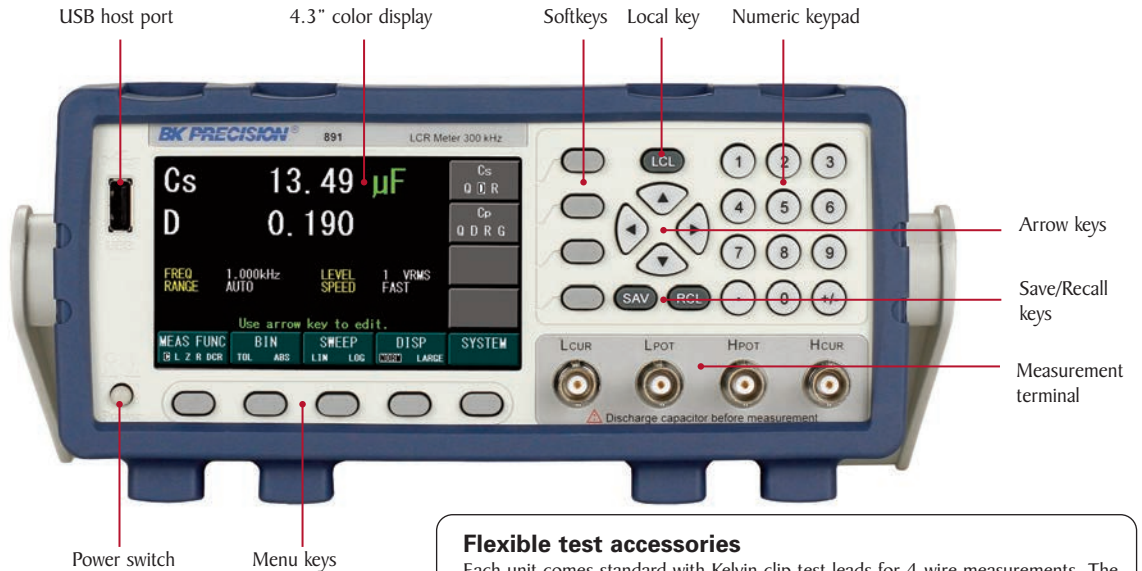 USB host port
4.3" color display
Softkeys
Local key
Numeric keypad
BK PRECISION®
891
LCR Meter 300 kHz
Cs 13.49 µF
D 0.190
FREQ 1.000kHz LEVEL 1 VRMS
RANGE AUTO SPEED FAST
Use arrow key to edit.
Cs
Q D R
Cp
Q D R G
MEAS FUNC
C L Z R DCR
BIN
TOL ABS
SWEEP
LIN LOG
DISP
NORM LARGE
SYSTEM
LCL
SAV
RCL
1 2 3
4 5 6
7 8 9
0 +/-
Arrow keys
Save/Recall
keys
LCUR LPOT HPOT HCUR
Discharge capacitor before measurement
Measurement
terminal
Power switch
Menu keys
Flexible test accessories
Each unit comes standard with Kelvin clip test leads for 4-wire measurements. The